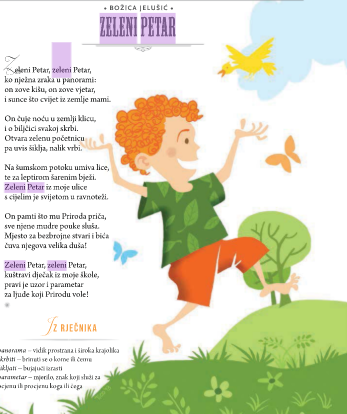 • BOŽICA JELUŠIĆ •
ZELENI PETAR
Zeleni Petar, zeleni Petar,
ko nježna zraka u panorami:
on zove kišu, on zove vjetar,
i sunce što cvijet iz zemlje mami.
On čuje noću u zemlji klicu,
i o biljčici svakoj skrbi.
Otvara zelenu početnicu
pa uvis šiklja, nalik vrbi.
Na šumskom potoku umiva lice,
te za leptirom šarenim bježi.
Zeleni Petar iz moje ulice
s cijelim je svijetom u ravnoteži.
On pamti što mu Priroda priča,
sve njene mudre pouke sluša.
Mjesto za bezbrojne stvari i bića
čuva njegova velika duša!
Zeleni Petar, zeleni Petar,
kuštravi dječak iz moje škole,
pravi je uzor i parametar
za ljude koji Prirodu vole!
IZ RJEČNIKA
panorama – vidik prostrana i široka krajolika
skrbiti – brinuti se o kome ili čemu
šikljati – bujajući izrasti
parametar – mjerilo, znak koji služi za
ocjenu ili procjenu koga ili čega